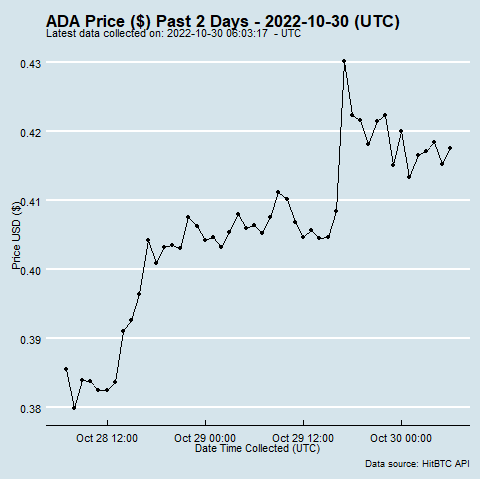 ADA Price ($) Past 2 Days - 2022-10-30 (UTC)
Latest data collected on: 2022-10-30 06:03:17 - UTC
0.43
0.42
0.41
0.40
0.39
0.38
Price USD ($)
Oct 28 12:00
Oct 29 00:00
Oct 29 12:00
Oct 30 00:00
Date Time Collected (UTC)
Data source: HitBTC API